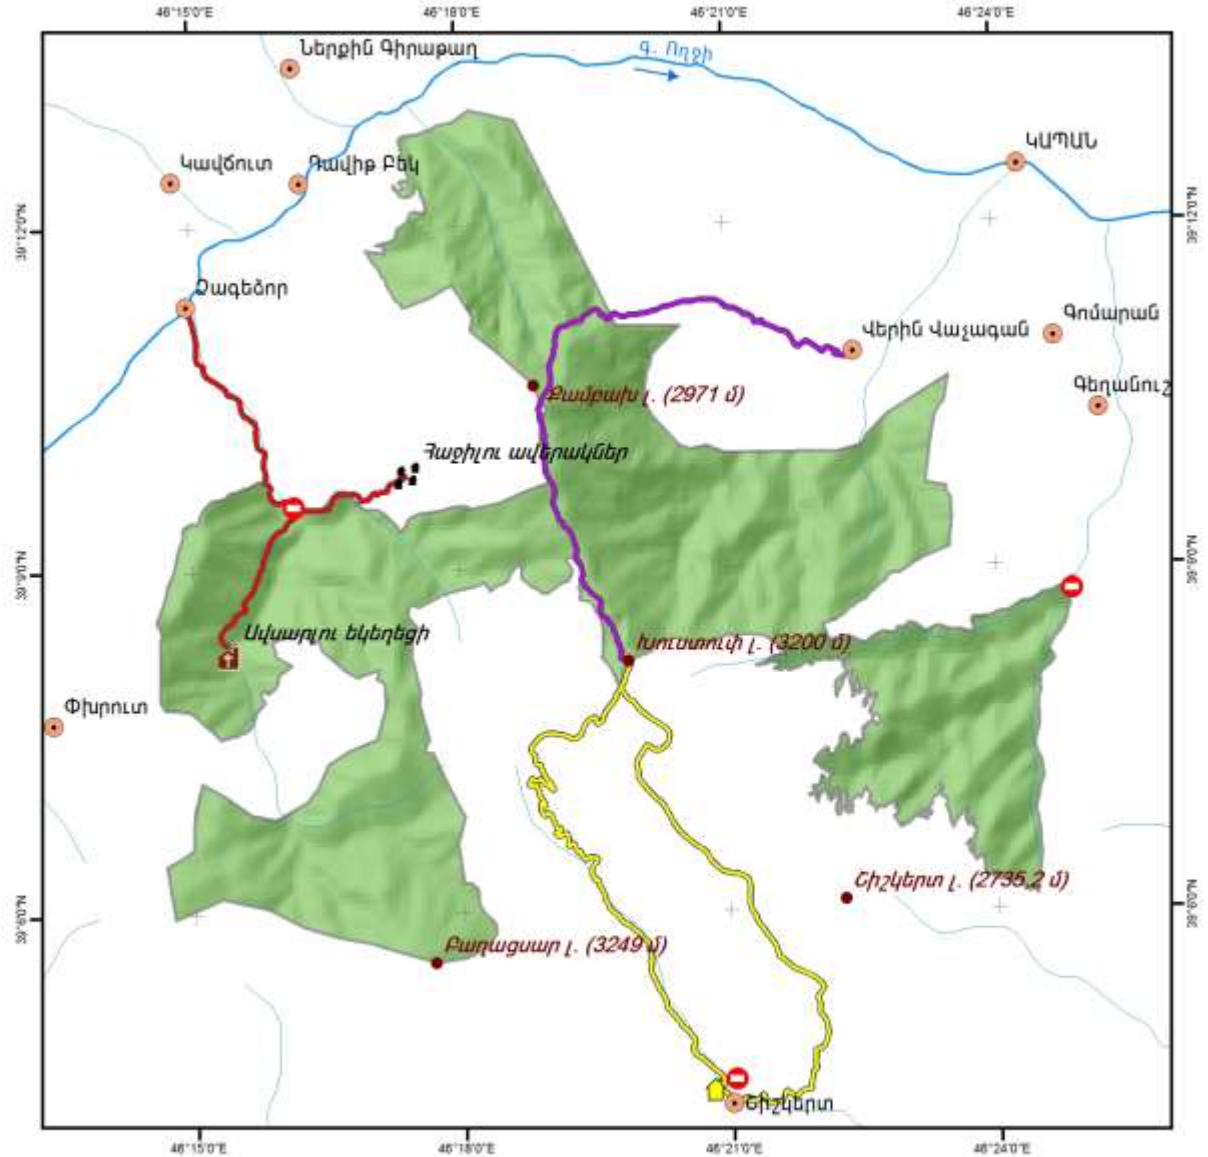 46°15'0"E
46°18'0"E
46°21'0"E
46°24'0"E
Ներքին Գիրաթաղ
գ. Ողջի
Կավճուտ
Դավիթ Բեկ
ԿԱՊԱՆ
39°12'0"N
39°12'0"N
Չագեձոր
Գոմարան
Վերին Վաչագան
Գեղանուշ
Քամբախ լ. (2971 մ)
Հաջիլու ավերակներ
39°9'0"N
39°9'0"N
Ավսարլու եկեղեցի
Խուստուփ լ. (3200 մ)
Փխրուտ
Շիշկերտ լ. (2735,2 մ)
39°6'0"N
39°6'0"N
Բաղացսար լ. (3249 մ)
Շիշկերտ
46°15'0"E
46°18'0"E
46°21'0"E
46°24'0"E